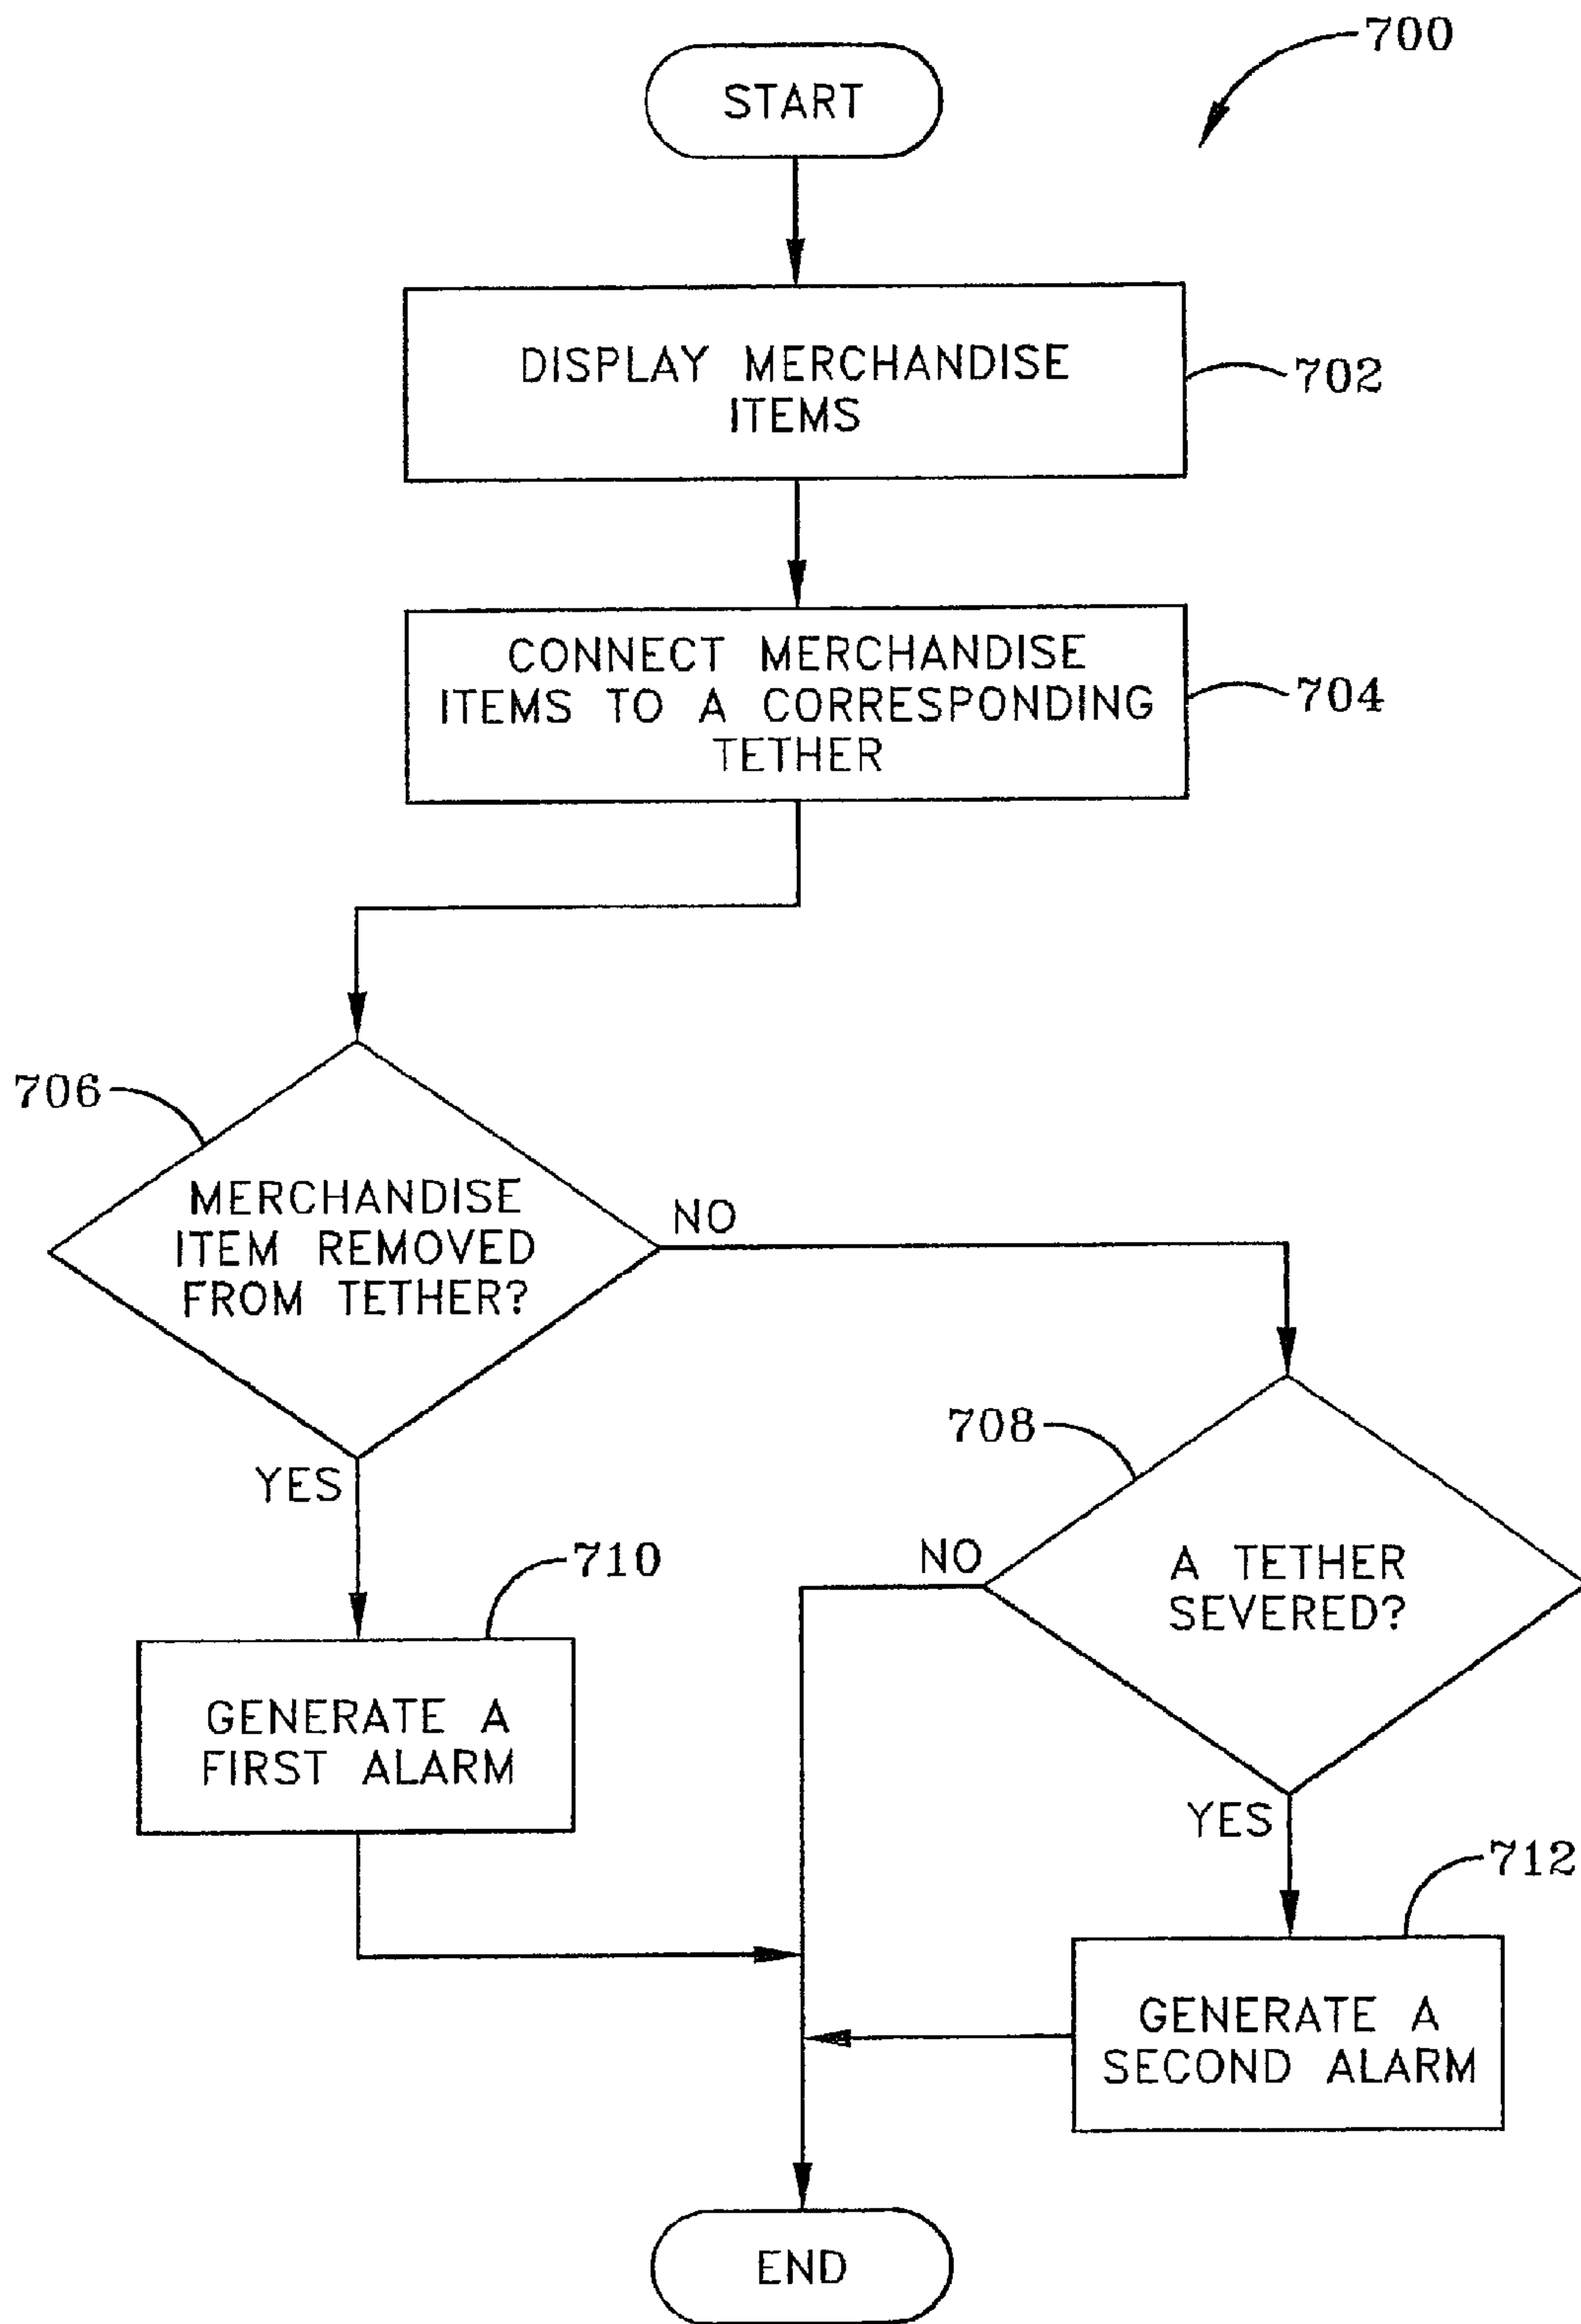 700
START
DISPLAY MERCHANDISE
ITEMS
702
CONNECT MERCHANDISE
ITEMS TO A CORRESPONDING
TETHER
704
706
MERCHANDISE
ITEM REMOVED
FROM TETHER?
NO
YES
708
A TETHER
SEVERED?
NO
YES
710
GENERATE A
FIRST ALARM
712
GENERATE A
SECOND ALARM
END